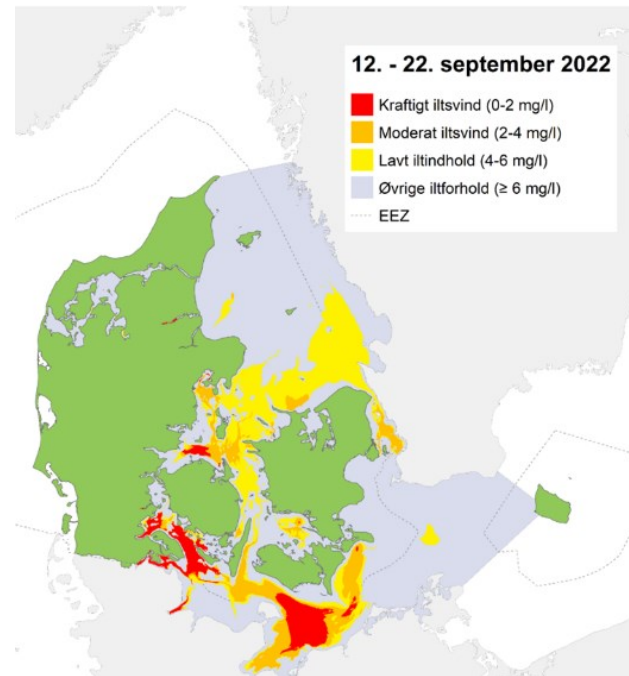 12. - 22. september 2022
Kraftigt iltsvind (0-2 mg/l)
Moderat iltsvind (2-4 mg/l)
Lavt iltindhold (4-6 mg/l)
Øvrige iltforhold (≥ 6 mg/l)
EEZ